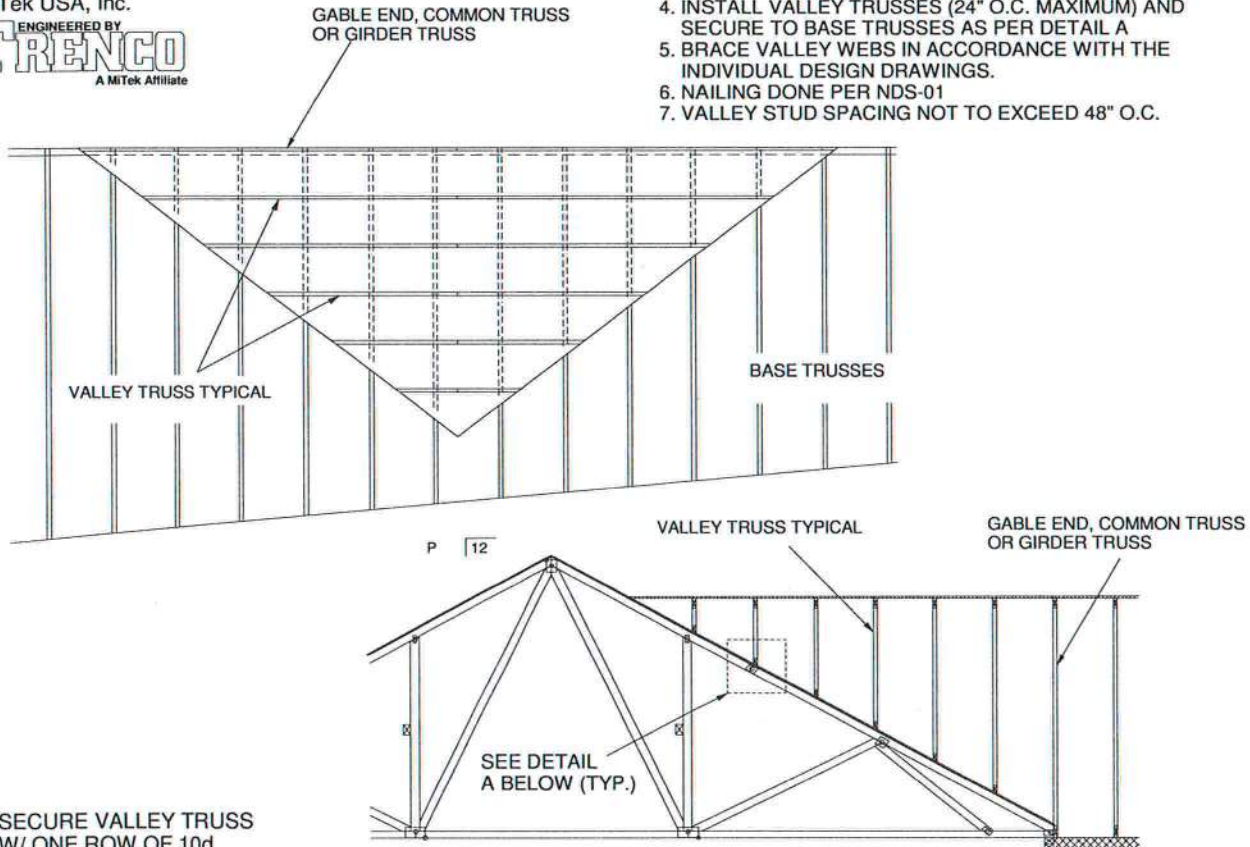 Tek USA, Inc.
ENGINEERED BY
TRENCO
A MiTek Affiliate
GABLE END, COMMON TRUSS
OR GIRDER TRUSS
4. INSTALL VALLEY TRUSSES (24" O.C. MAXIMUM) AND
SECURE TO BASE TRUSSES AS PER DETAIL A
5. BRACE VALLEY WEBS IN ACCORDANCE WITH THE
INDIVIDUAL DESIGN DRAWINGS.
6. NAILING DONE PER NDS-01
7. VALLEY STUD SPACING NOT TO EXCEED 48" O.C.
VALLEY TRUSS TYPICAL
BASE TRUSSES
P 12
VALLEY TRUSS TYPICAL
GABLE END, COMMON TRUSS
OR GIRDER TRUSS
SEE DETAIL
A BELOW (TYP.)
SECURE VALLEY TRUSS
W/ ONE ROW OF 10d